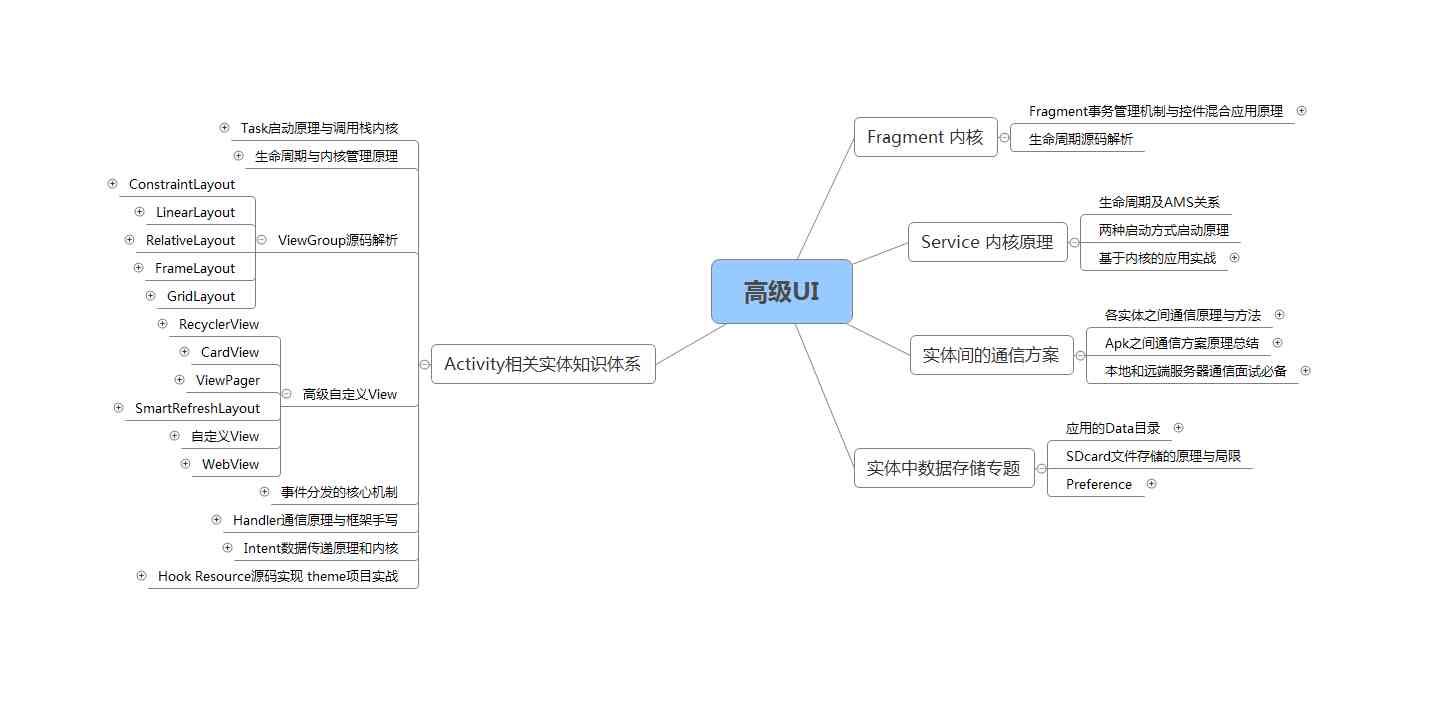 高级UI
Fragment 内核
Fragment事务管理机制与控件混合应用原理
生命周期源码解析
Service 内核原理
生命周期及AMS关系
两种启动方式启动原理
基于内核的应用实战
实体间的通信方案
各实体之间通信原理与方法
Apk之间通信方案原理总结
本地和远端服务器通信面试必备
实体中数据存储专题
应用的Data目录
SDcard文件存储的原理与局限
Preference
Activity相关实体知识体系
Task启动原理与调用栈内核
生命周期与内核管理原理
ViewGroup源码解析
ConstraintLayout
LinearLayout
RelativeLayout
FrameLayout
GridLayout
高级自定义View
RecyclerView
CardView
ViewPager
SmartRefreshLayout
自定义View
WebView
事件分发的核心机制
Handler通信原理与框架手写
Intent数据传递原理和内核
Hook Resource源码实现 theme项目实战